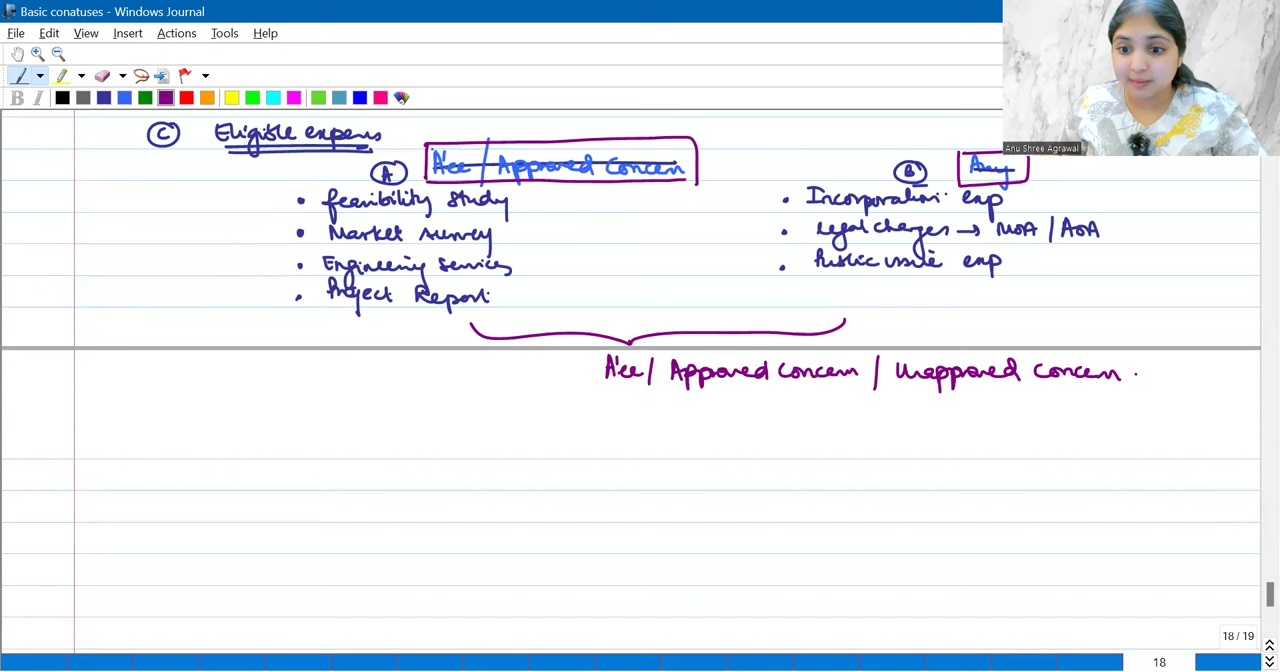 Basic conatuses - Windows Journal
File Edit View Insert Actions Tools Help
B I
Anu Shree Agrawal
C Eligible expens
A A'ee / Approved Concern
B Any
• feasibility study
• Market survey
• Engineering services
• Project Report
• Incorporation exp
• Legal charges → MOA / AOA
• Public issue exp
A'ee / Approved Concern / Unapproved Concern.
18 / 19
18